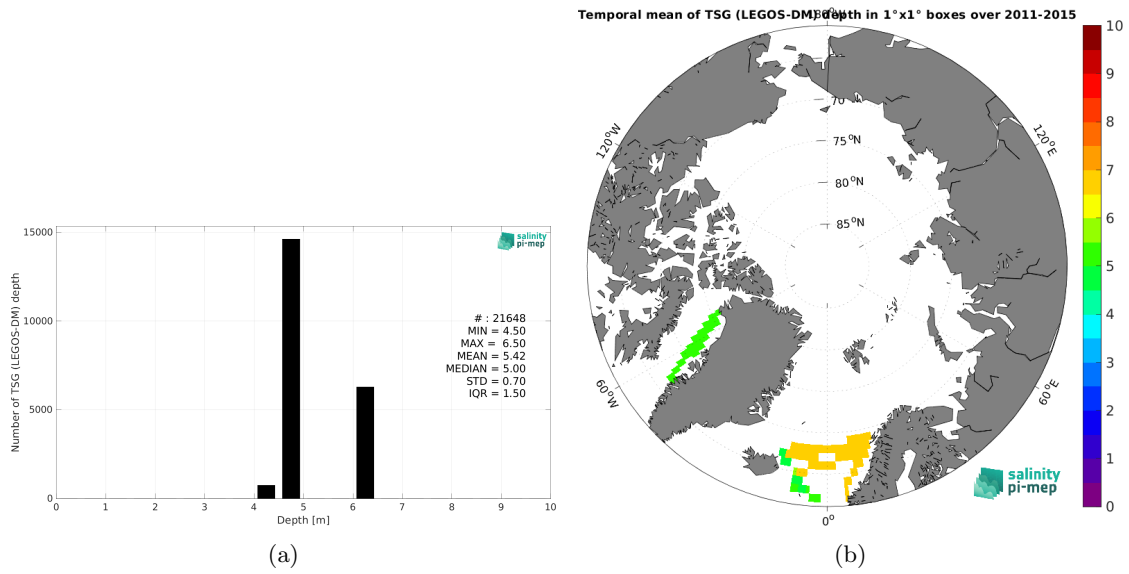 Temporal mean of TSG (LEGOS-DM) depth in 1°x1° boxes over 2011-2015
180°W
70
75°N
80°N
85°N
120°W
120°E
60°W
60°E
0°
10
9
8
7
6
5
4
3
2
1
0
salinity
pi-mep
15000
10000
5000
0
Number of TSG (LEGOS-DM) depth
salinity
pi-mep
# : 21648
MIN = 4.50
MAX = 6.50
MEAN = 5.42
MEDIAN = 5.00
STD = 0.70
IQR = 1.50
0 1 2 3 4 5 6 7 8 9 10
Depth [m]
(a)
(b)